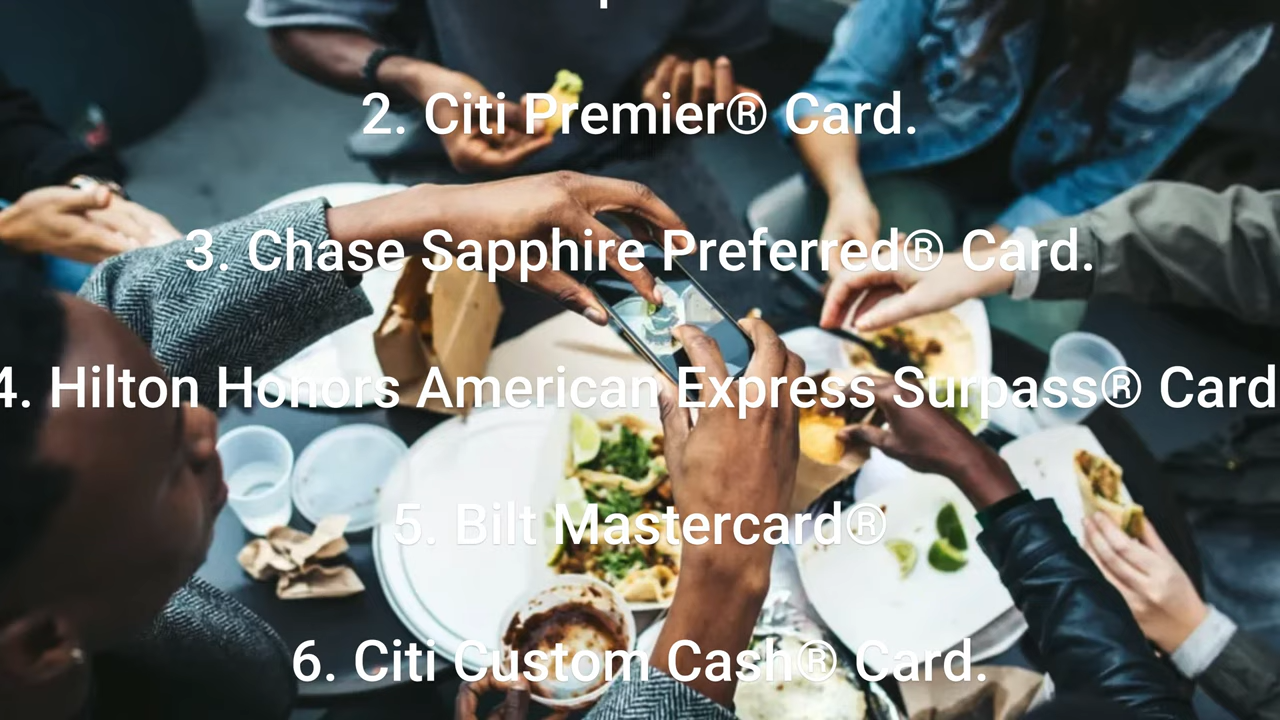 2. Citi Premier® Card.
3. Chase Sapphire Preferred® Card.
4. Hilton Honors American Express Surpass® Card
5. Bilt Mastercard®
6. Citi Custom Cash® Card.